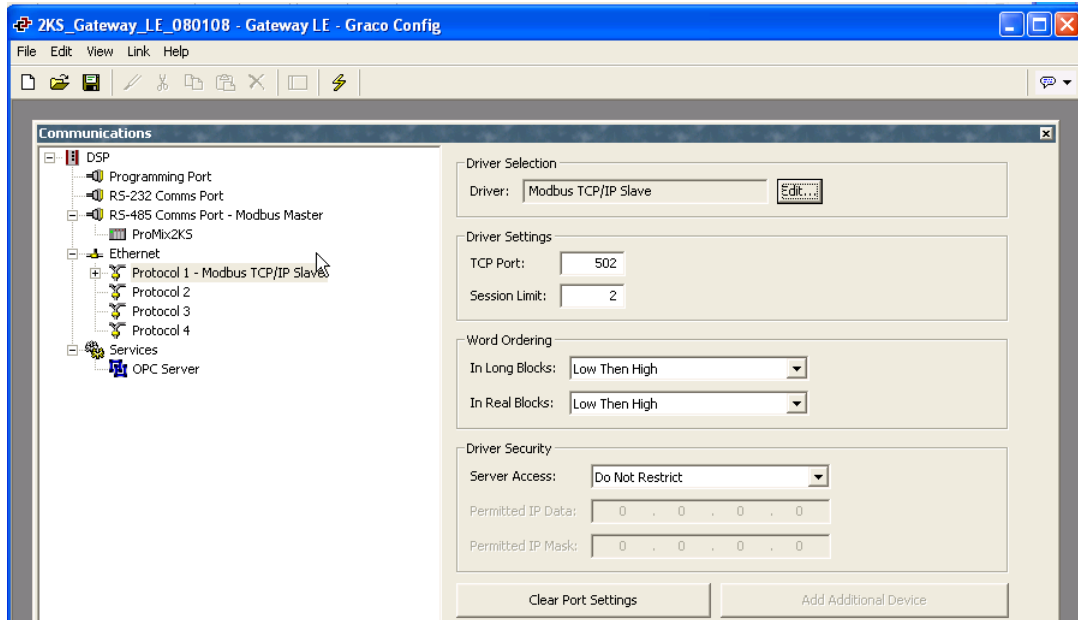 2KS_Gateway_LE_080108 - Gateway LE - Graco Config
File Edit View Link Help
Communications
DSP
Programming Port
RS-232 Comms Port
RS-485 Comms Port - Modbus Master
ProMix2KS
Ethernet
Protocol 1 - Modbus TCP/IP Slave
Protocol 2
Protocol 3
Protocol 4
Services
OPC Server
Driver Selection
Driver: Modbus TCP/IP Slave Edit...
Driver Settings
TCP Port: 502
Session Limit: 2
Word Ordering
In Long Blocks: Low Then High
In Real Blocks: Low Then High
Driver Security
Server Access: Do Not Restrict
Permitted IP Data: 0 . 0 . 0 . 0
Permitted IP Mask: 0 . 0 . 0 . 0
Clear Port Settings Add Additional Device